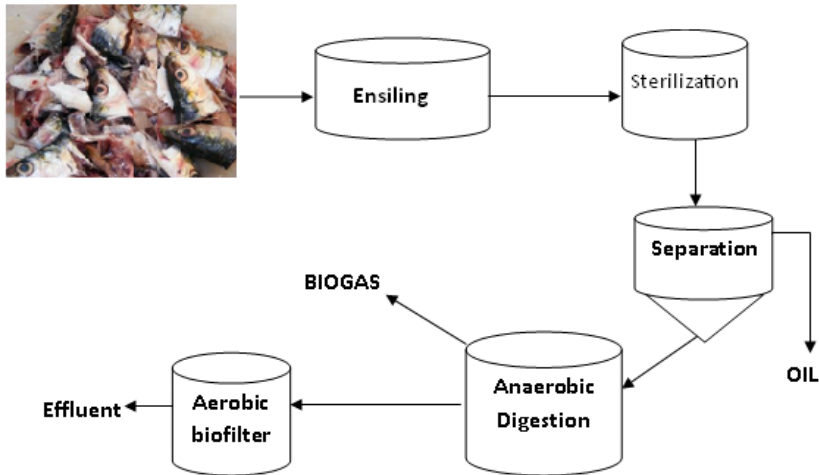 Ensiling
Sterilization
Separation
OIL
BIOGAS
Anaerobic
Digestion
Aerobic
biofilter
Effluent